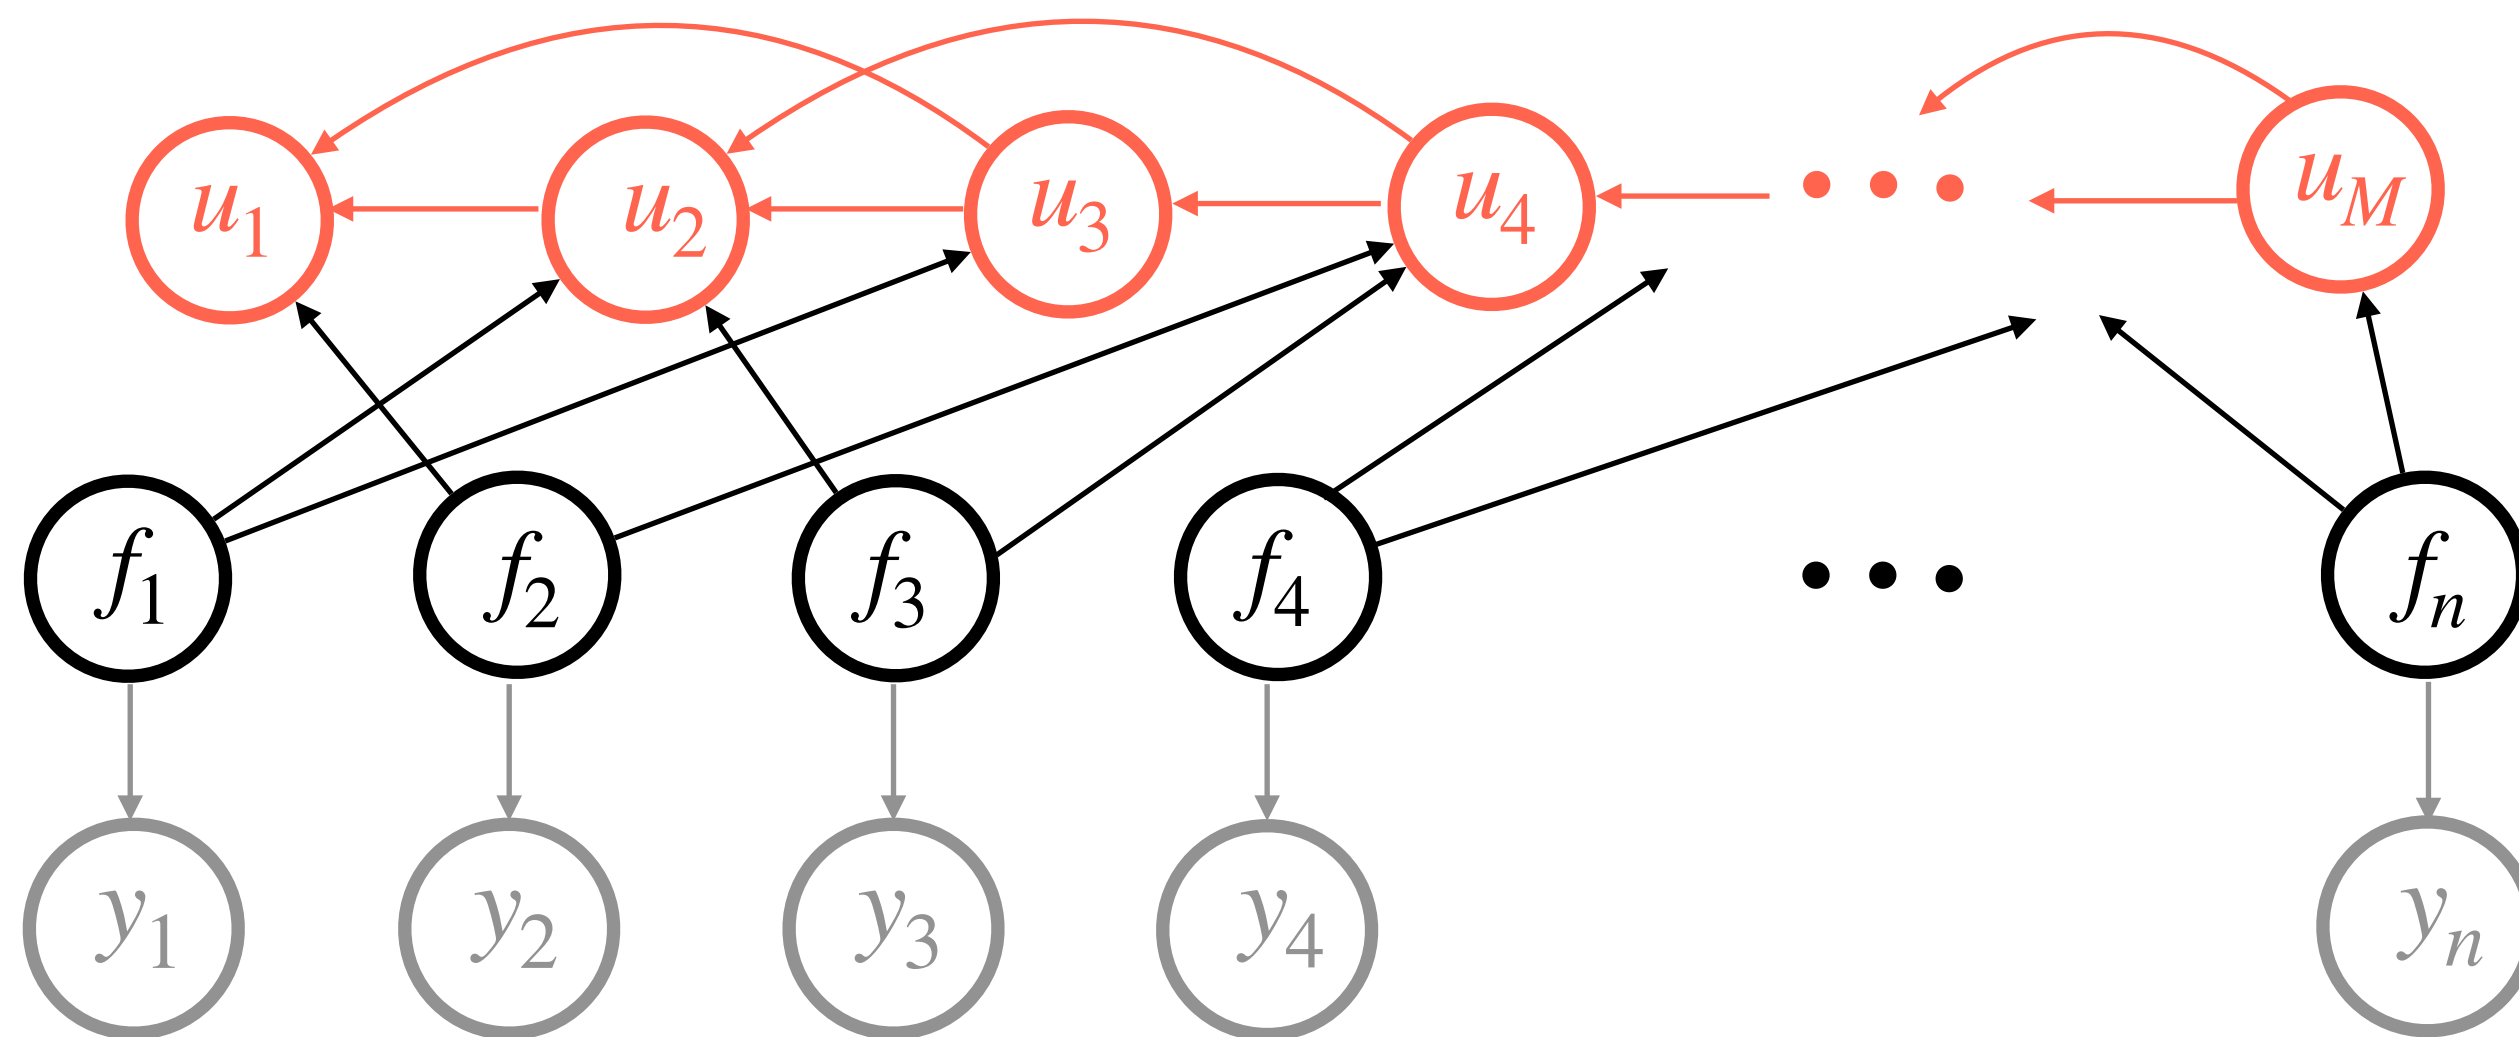 u1 u2 u3 u4 ••• uM
f1 f2 f3 f4 ••• fn
y1 y2 y3 y4 yn